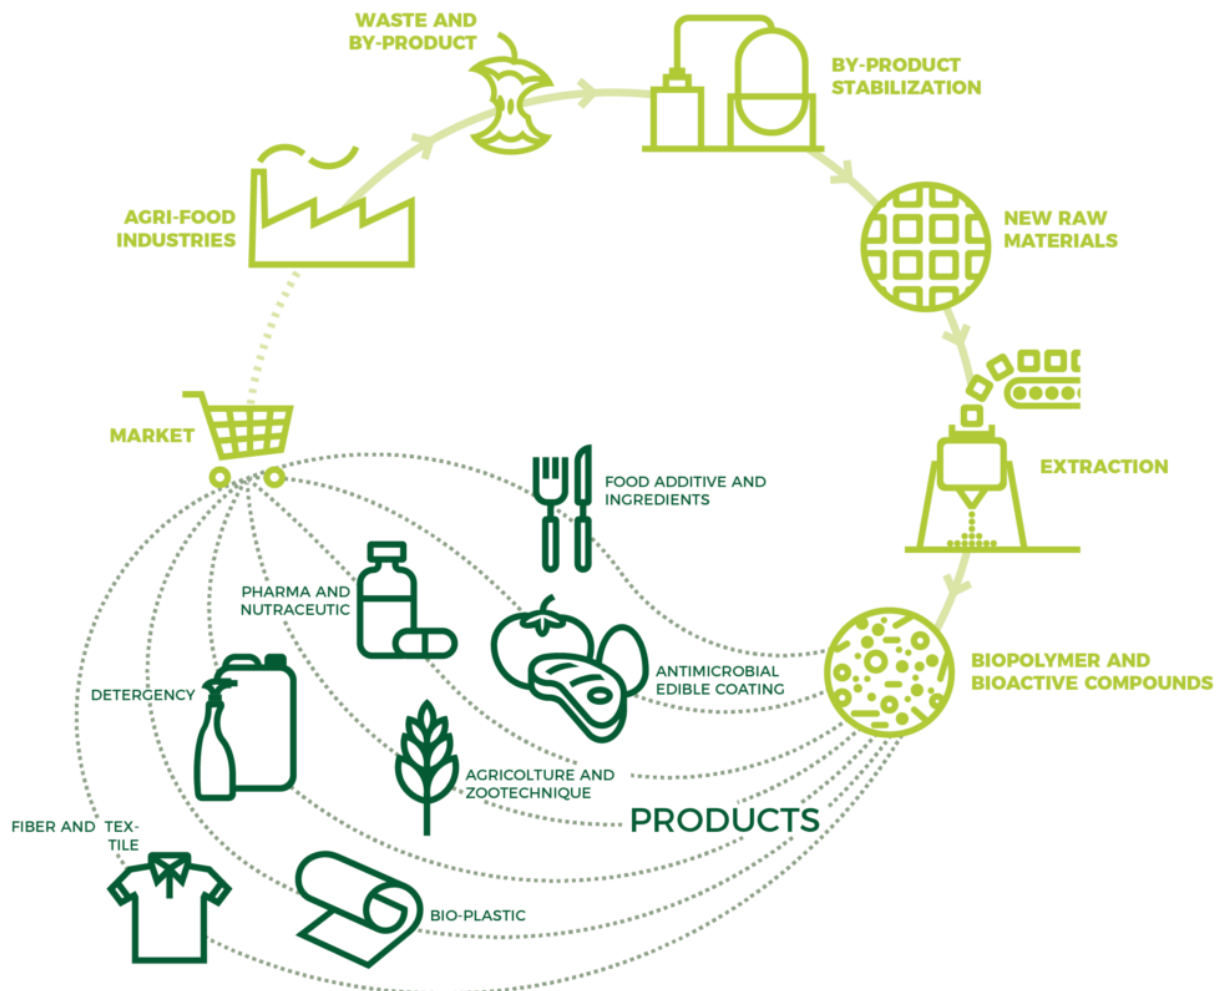 WASTE AND
BY-PRODUCT
BY-PRODUCT
STABILIZATION
AGRI-FOOD
INDUSTRIES
NEW RAW
MATERIALS
MARKET
EXTRACTION
FOOD ADDITIVE AND
INGREDIENTS
PHARMA AND
NUTRACEUTIC
ANTIMICROBIAL
EDIBLE COATING
BIOPOLYMER AND
BIOACTIVE COMPOUNDS
DETERGENCY
AGRICOLTURE AND
ZOOTECHNIQUE
PRODUCTS
FIBER AND TEX-
TILE
BIO-PLASTIC